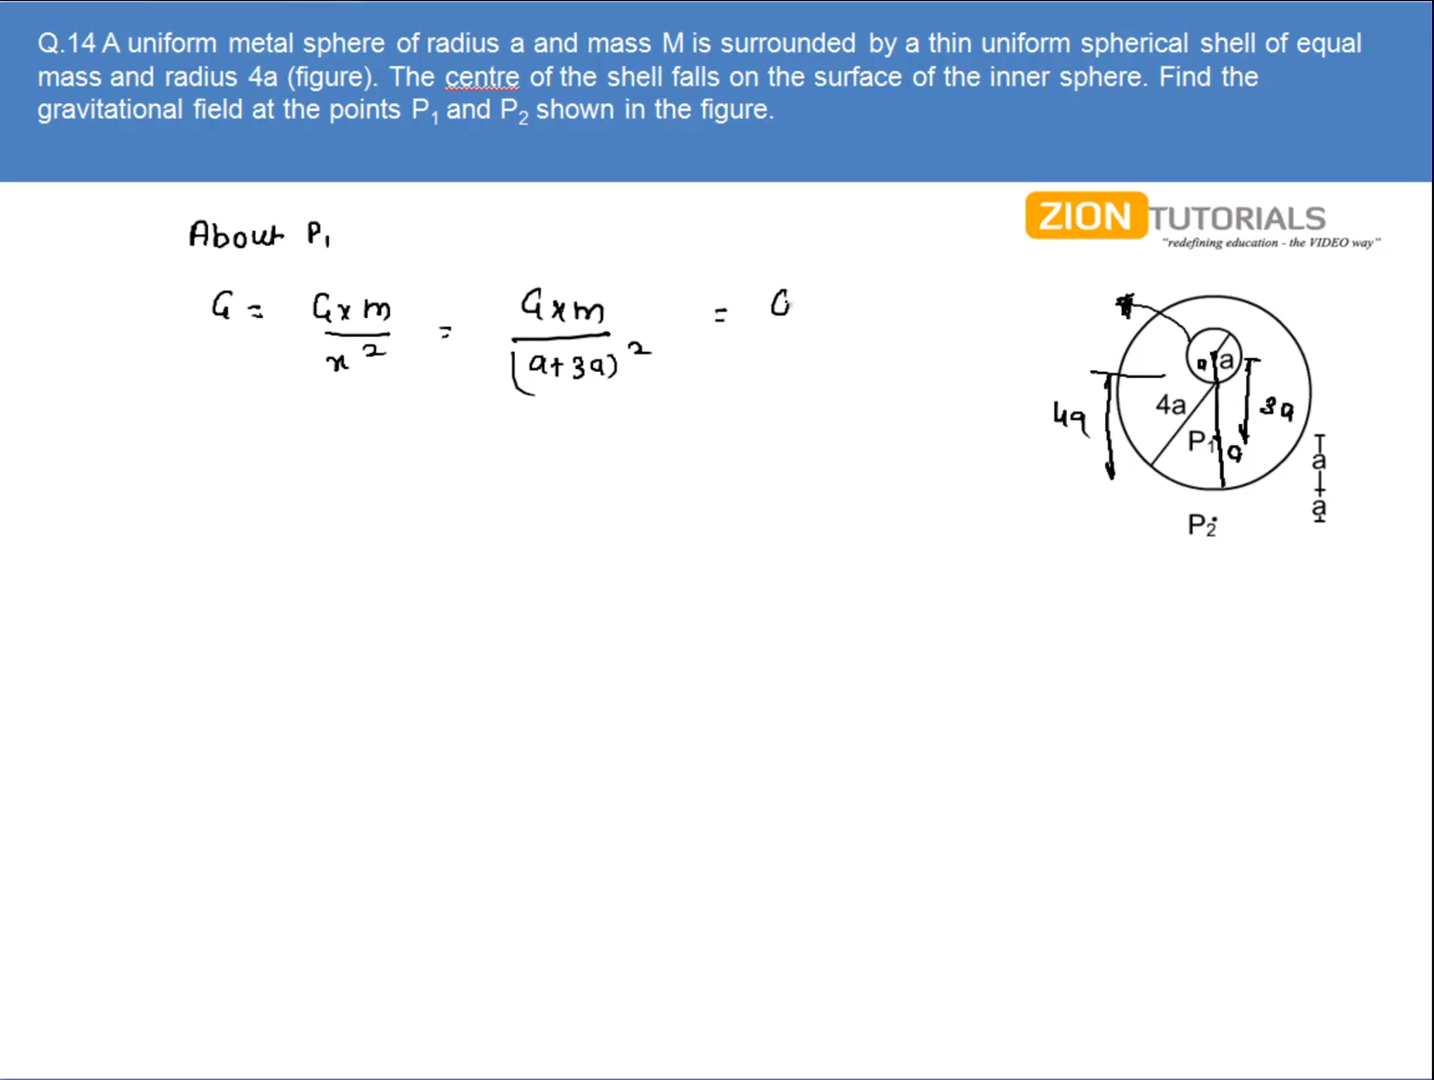 Q.14 A uniform metal sphere of radius a and mass M is surrounded by a thin uniform spherical shell of equal
mass and radius 4a (figure). The centre of the shell falls on the surface of the inner sphere. Find the
gravitational field at the points P₁ and P₂ shown in the figure.
ZION TUTORIALS
"redefining education - the VIDEO way"
About P₁
G = G x m / x² = G x m / (a + 3a)² = G
a a
4a 4a 3a
P₁ a
a
a
P₂